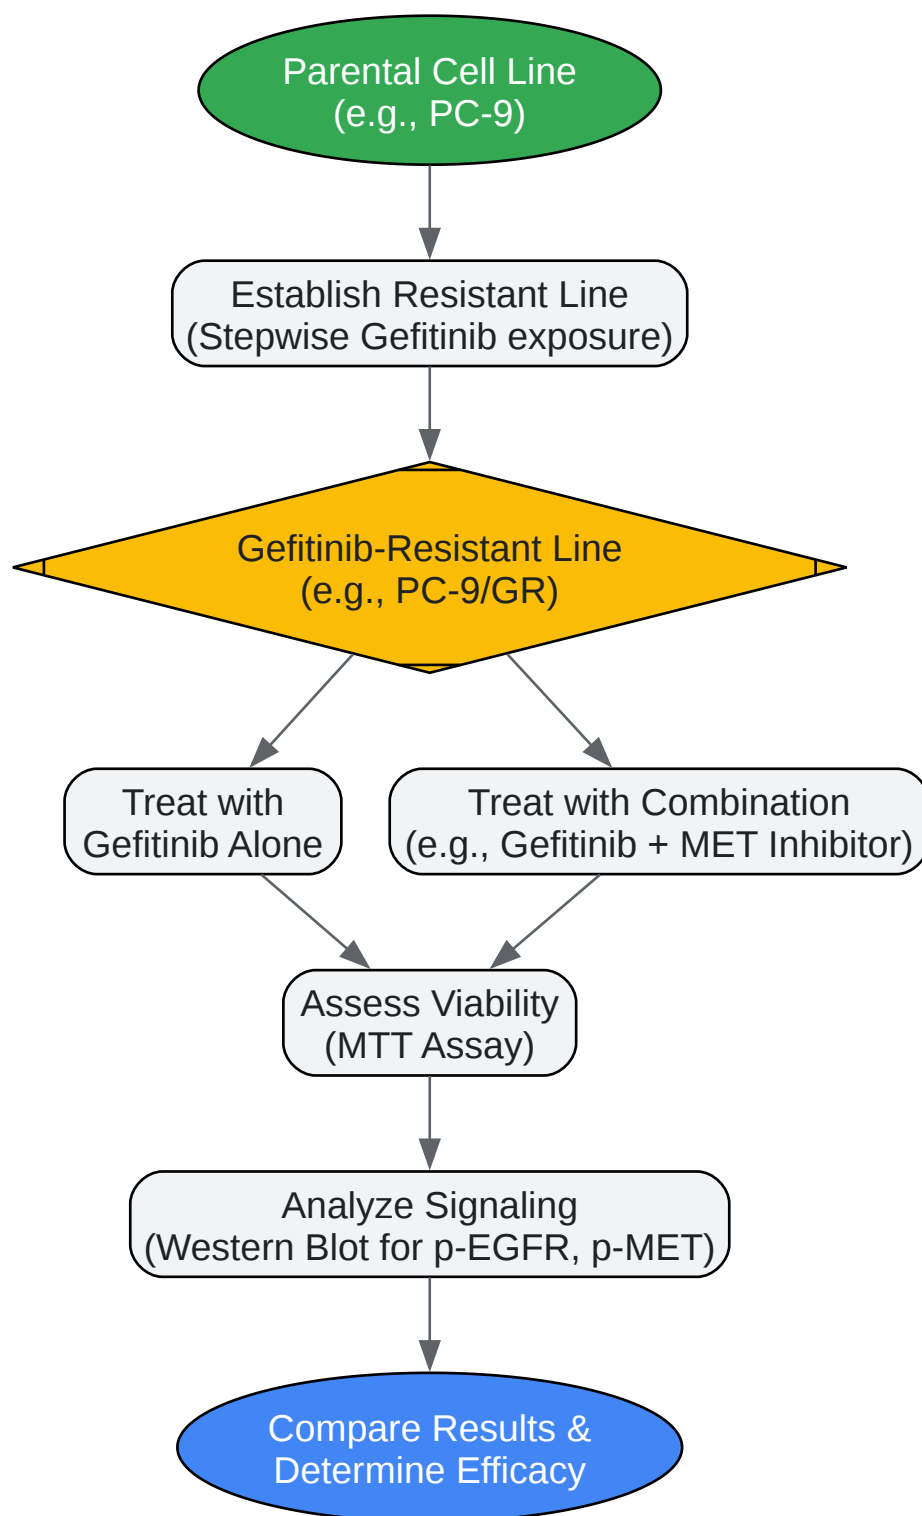 Parental Cell Line
(e.g., PC-9)
Establish Resistant Line
(Stepwise Gefitinib exposure)
Gefitinib-Resistant Line
(e.g., PC-9/GR)
Treat with
Gefitinib Alone
Treat with Combination
(e.g., Gefitinib + MET Inhibitor)
Assess Viability
(MTT Assay)
Analyze Signaling
(Western Blot for p-EGFR, p-MET)
Compare Results &
Determine Efficacy